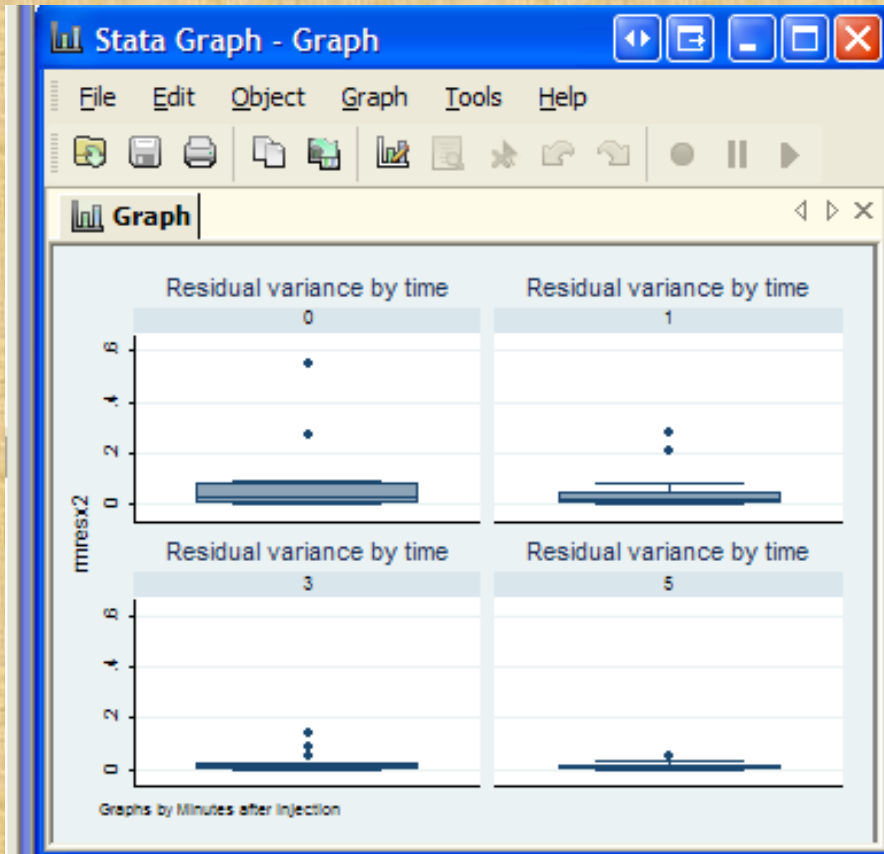 Stata Graph - Graph
File Edit Object Graph Tools Help
Graph
Residual variance by time Residual variance by time
0 1
.6
.4
.2
0
rmresx2
Residual variance by time Residual variance by time
3 5
.6
.4
.2
0
Graphs by Minutes after injection